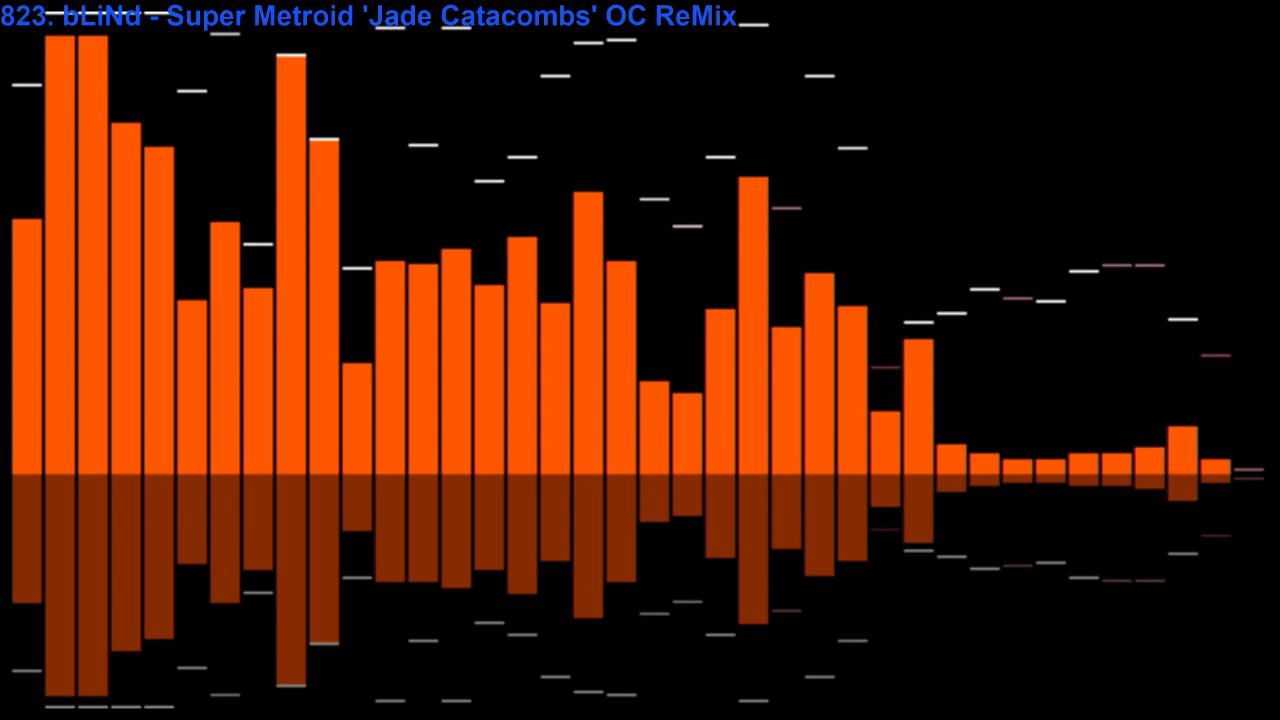 823. bLiNd - Super Metroid 'Jade Catacombs' OC ReMix